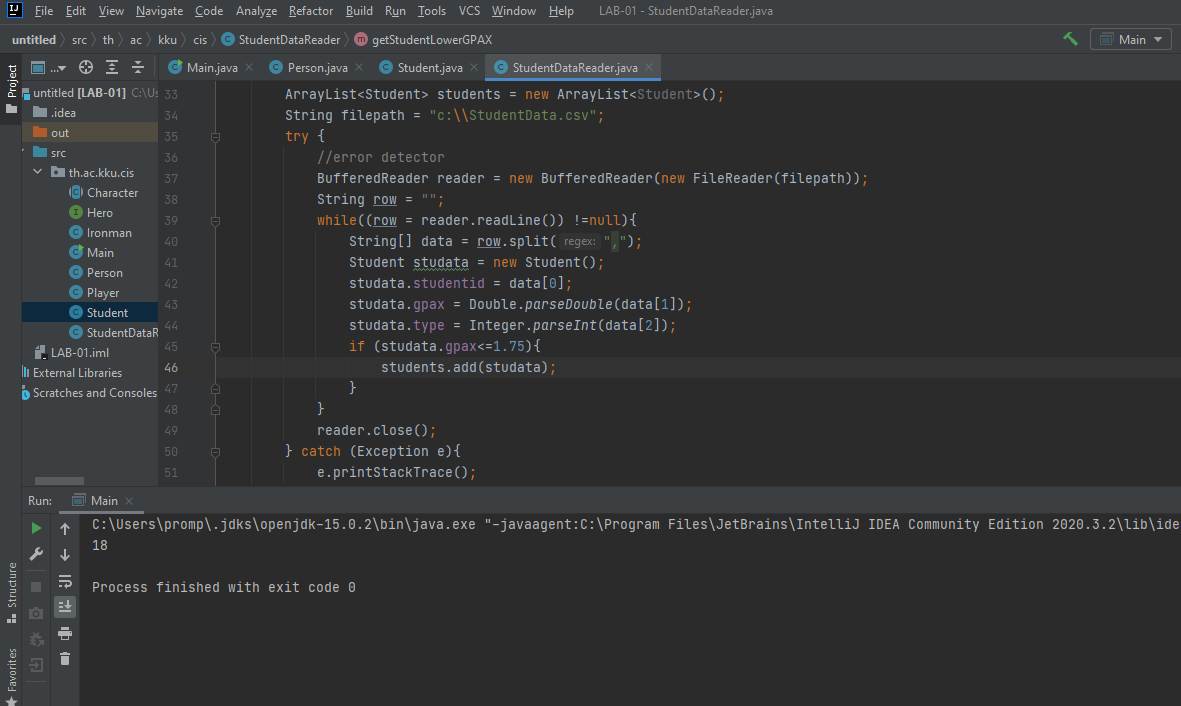 File Edit View Navigate Code Analyze Refactor Build Run Tools VCS Window Help LAB-01 - StudentDataReader.java
untitled src th ac kku cis StudentDataReader getStudentLowerGPAX Main
Project
... Main.java Person.java Student.java StudentDataReader.java
untitled [LAB-01] C:\Us
.idea
out
src
th.ac.kku.cis
Character
Hero
Ironman
Main
Person
Player
Student
StudentDataR
LAB-01.iml
External Libraries
Scratches and Consoles
33 ArrayList<Student> students = new ArrayList<Student>();
34 String filepath = "c:\\StudentData.csv";
35 try {
36 //error detector
37 BufferedReader reader = new BufferedReader(new FileReader(filepath));
38 String row = "";
39 while((row = reader.readLine()) !=null){
40 String[] data = row.split( regex: ",");
41 Student studata = new Student();
42 studata.studentid = data[0];
43 studata.gpax = Double.parseDouble(data[1]);
44 studata.type = Integer.parseInt(data[2]);
45 if (studata.gpax<=1.75){
46 students.add(studata);
47 }
48 }
49 reader.close();
50 } catch (Exception e){
51 e.printStackTrace();
Run: Main
C:\Users\promp\.jdks\openjdk-15.0.2\bin\java.exe "-javaagent:C:\Program Files\JetBrains\IntelliJ IDEA Community Edition 2020.3.2\lib\ide
18
Process finished with exit code 0
Structure
Favorites